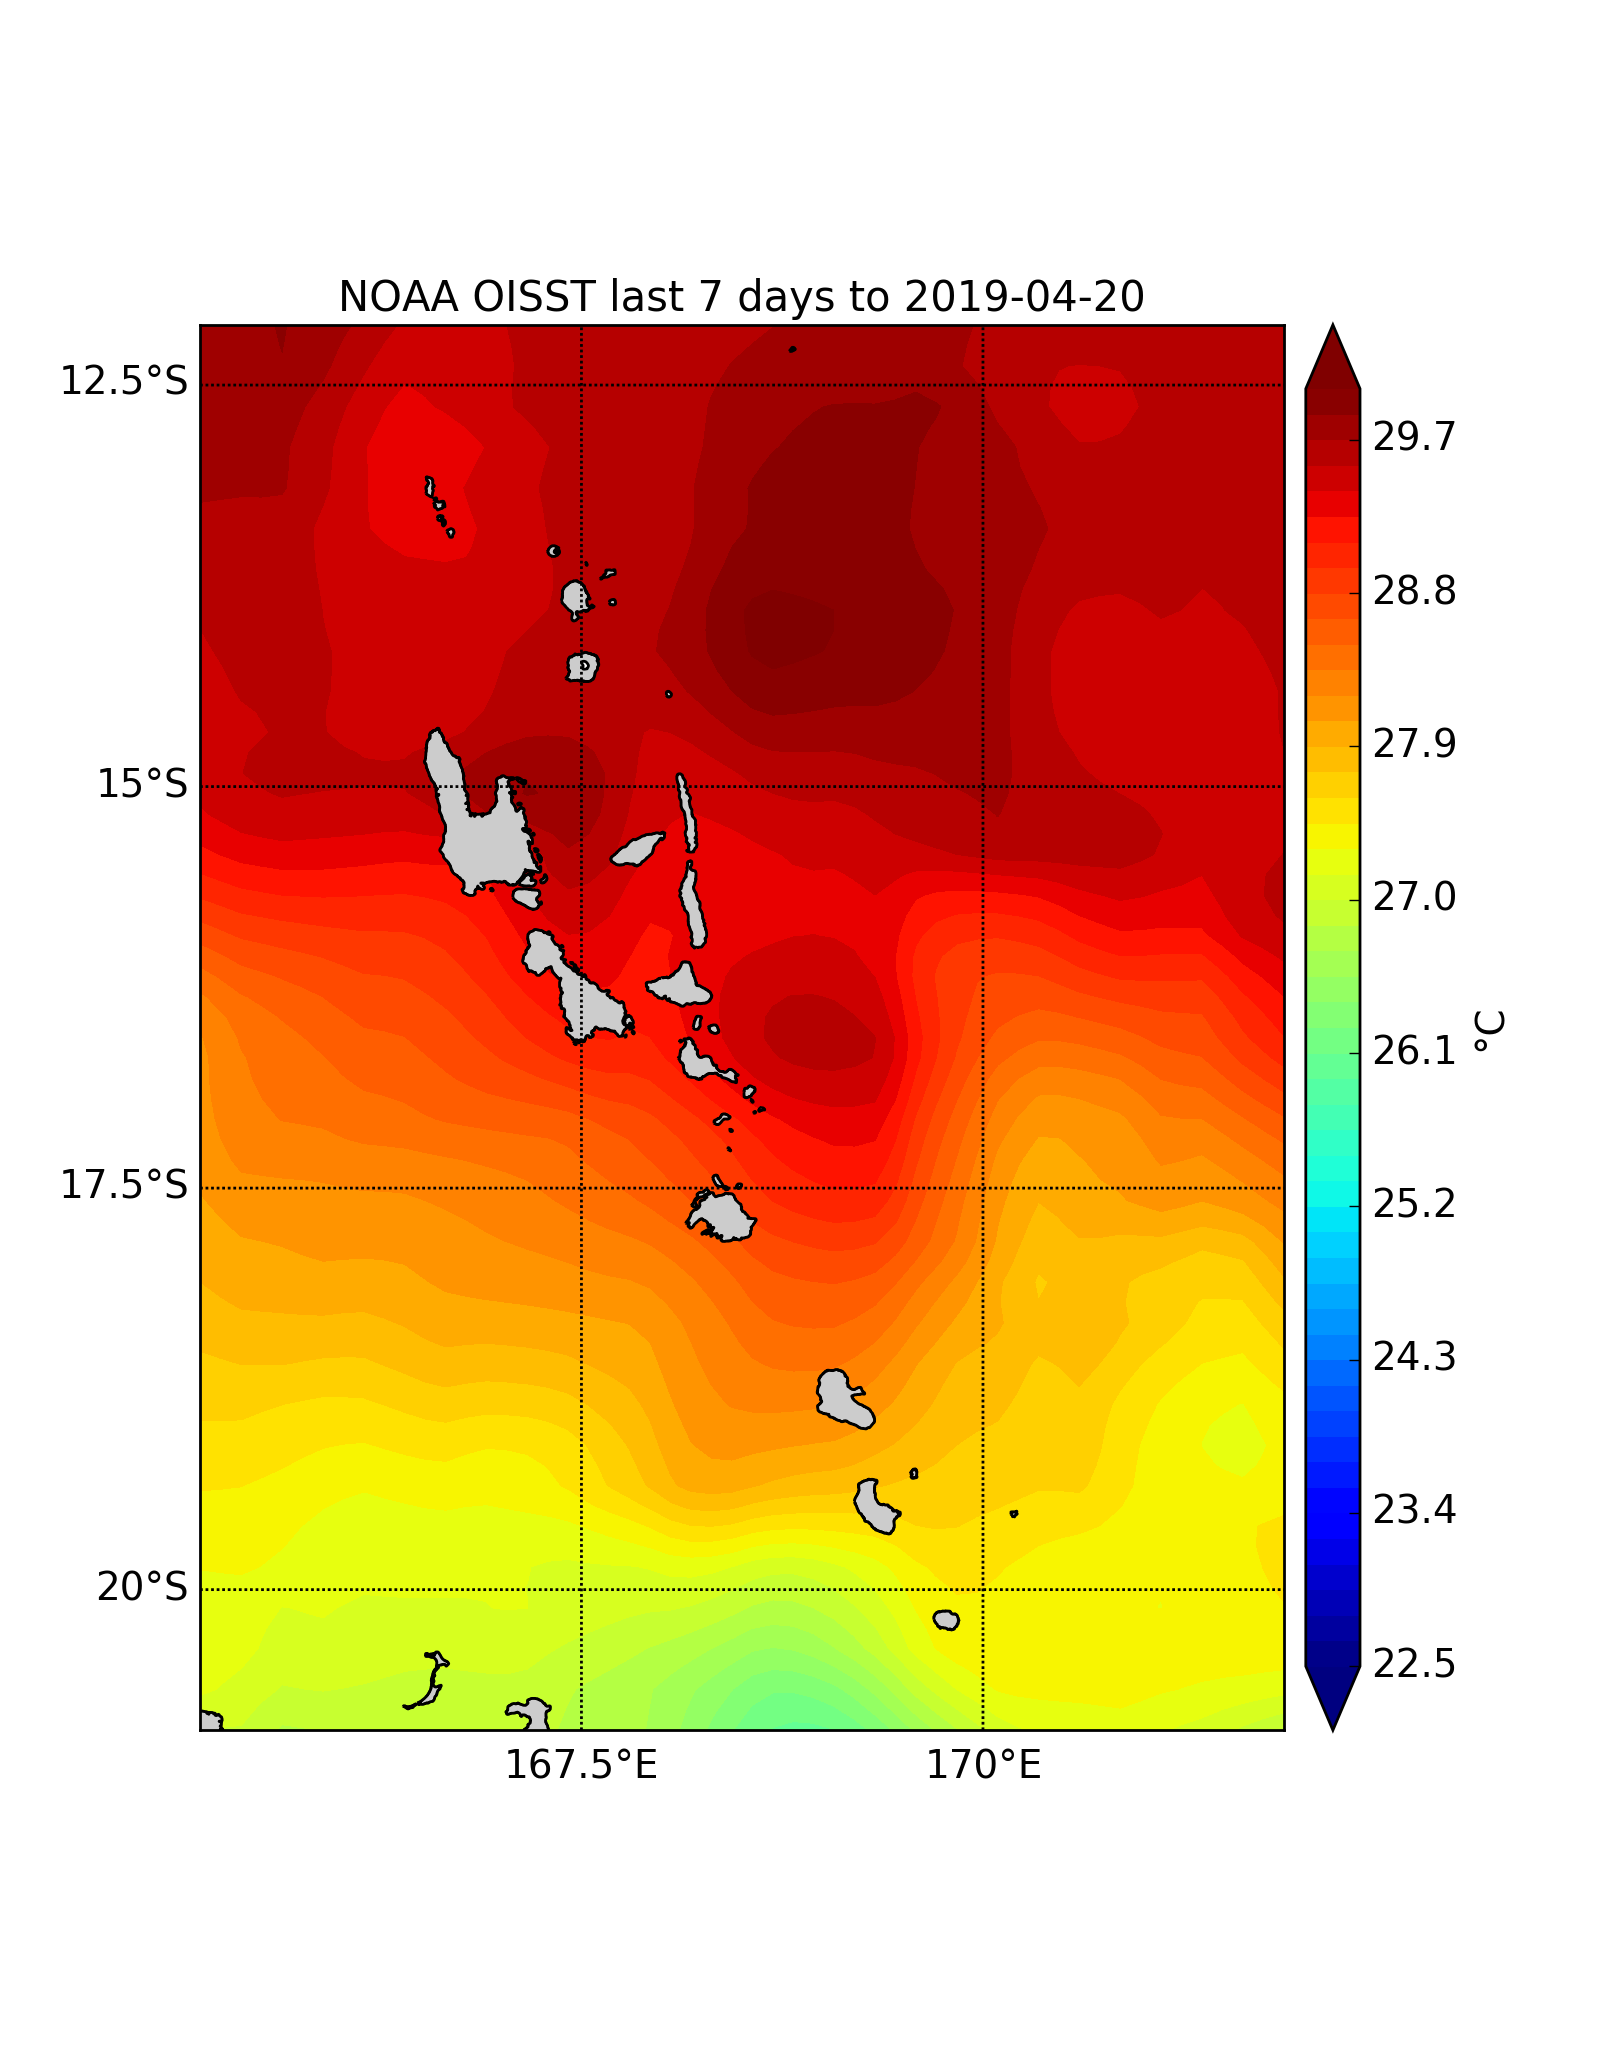 NOAA OISST last 7 days to 2019-04-20
12.5°S
15°S
17.5°S
20°S
167.5°E
170°E
29.7
28.8
27.9
27.0
26.1
25.2
24.3
23.4
22.5
°C